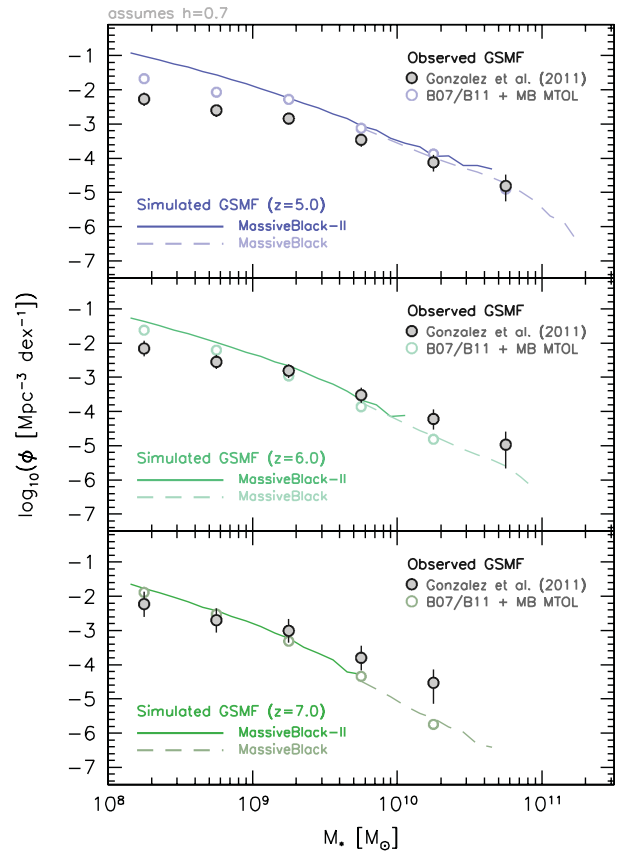 assumes h=0.7
Observed GSMF
Gonzalez et al. (2011)
B07/B11 + MB MTOL
Simulated GSMF (z=5.0)
MassiveBlack-II
MassiveBlack
-1
-2
-3
-4
-5
-6
-7
Observed GSMF
Gonzalez et al. (2011)
B07/B11 + MB MTOL
Simulated GSMF (z=6.0)
MassiveBlack-II
MassiveBlack
-1
-2
-3
-4
-5
-6
-7
log₁₀(ϕ [Mpc⁻³ dex⁻¹])
Observed GSMF
Gonzalez et al. (2011)
B07/B11 + MB MTOL
Simulated GSMF (z=7.0)
MassiveBlack-II
MassiveBlack
-1
-2
-3
-4
-5
-6
-7
10⁸ 10⁹ 10¹⁰ 10¹¹
M⁎ [M☉]